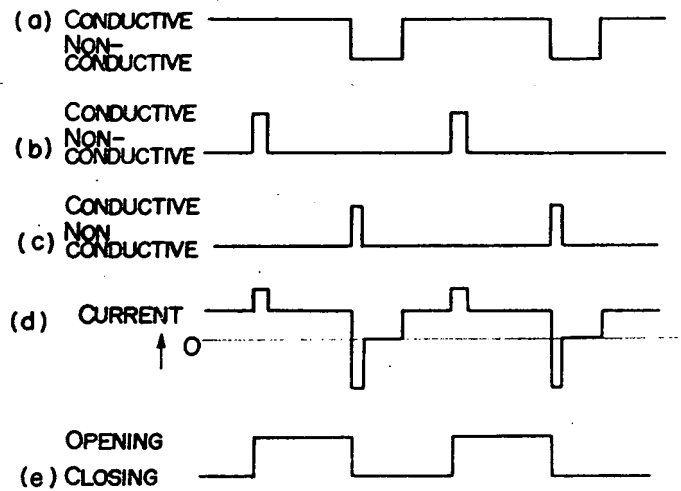 (a) CONDUCTIVE
NON-
CONDUCTIVE
CONDUCTIVE
NON-
(b) CONDUCTIVE
CONDUCTIVE
NON
(c) CONDUCTIVE
(d) CURRENT
0
OPENING
(e) CLOSING